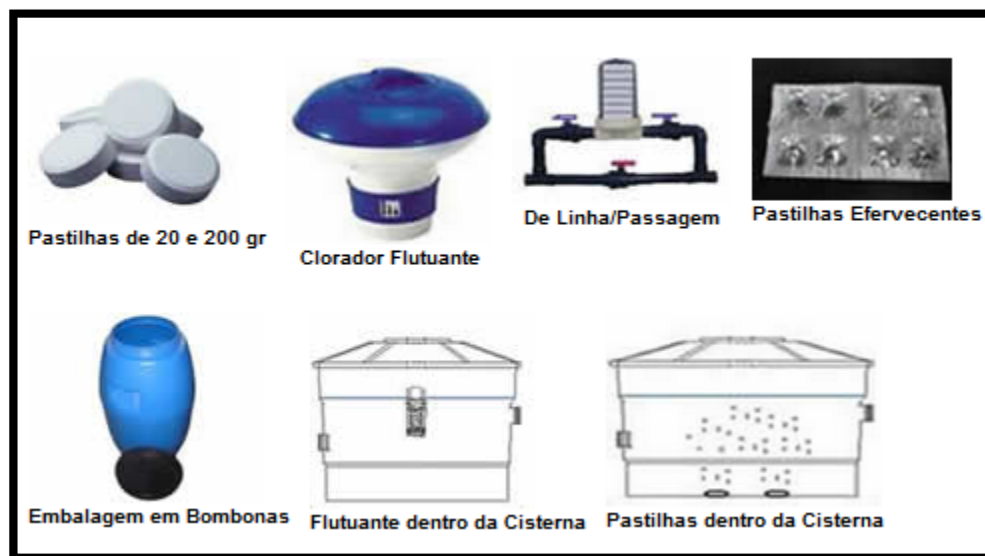 Pastilhas de 20 e 200 gr
Clorador Flutuante
De Linha/Passagem
Pastilhas Efervecentes
Embalagem em Bombonas
Flutuante dentro da Cisterna
Pastilhas dentro da Cisterna